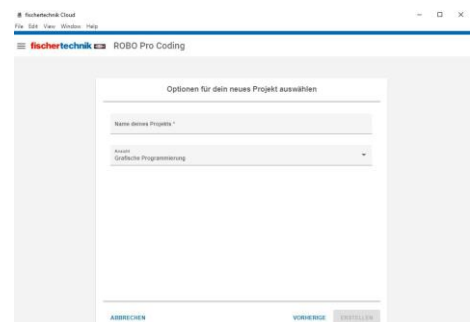 fischertechnik Cloud
File Edit View Window Help
fischertechnik ROBO Pro Coding
Optionen für dein neues Projekt auswählen
Name deines Projekts *
Ansicht
Grafische Programmierung
ABBRECHEN VORHERIGE ERSTELLEN